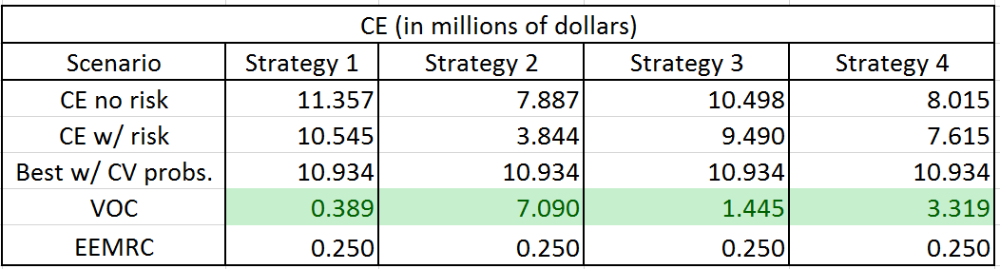 CE (in millions of dollars)
Scenario Strategy 1 Strategy 2 Strategy 3 Strategy 4
CE no risk 11.357 7.887 10.498 8.015
CE w/ risk 10.545 3.844 9.490 7.615
Best w/ CV probs. 10.934 10.934 10.934 10.934
VOC 0.389 7.090 1.445 3.319
EEMRC 0.250 0.250 0.250 0.250